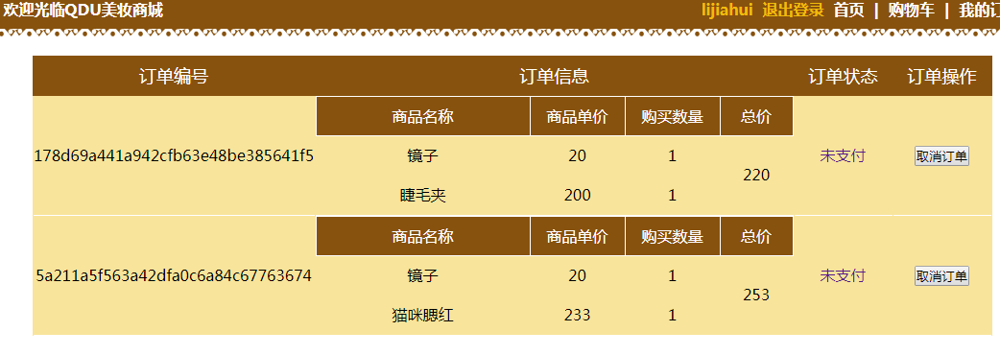 欢迎光临QDU美妆商城 lijiahui 退出登录 首页 | 购物车 | 我的订
订单编号 订单信息 订单状态 订单操作
商品名称 商品单价 购买数量 总价
178d69a441a942cfb63e48be385641f5 镜子 20 1 220 未支付 取消订单
睫毛夹 200 1
商品名称 商品单价 购买数量 总价
5a211a5f563a42dfa0c6a84c67763674 镜子 20 1 253 未支付 取消订单
猫咪腮红 233 1